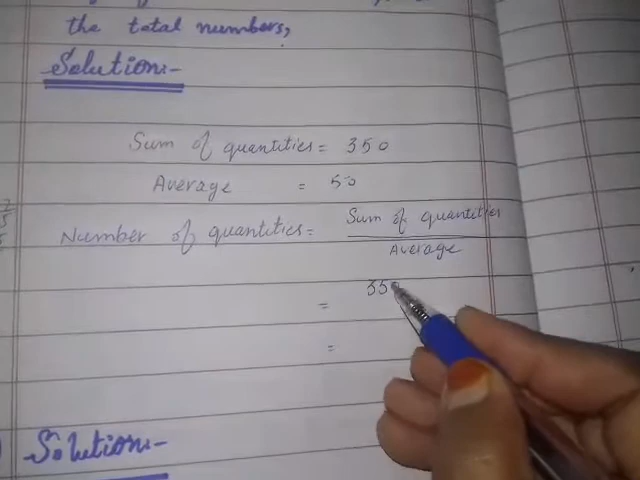 the total numbers,
Solution:-
Sum of quantities = 350
Average = 50
Number of quantities = Sum of quantities
Average
= 350
=
Solution:-